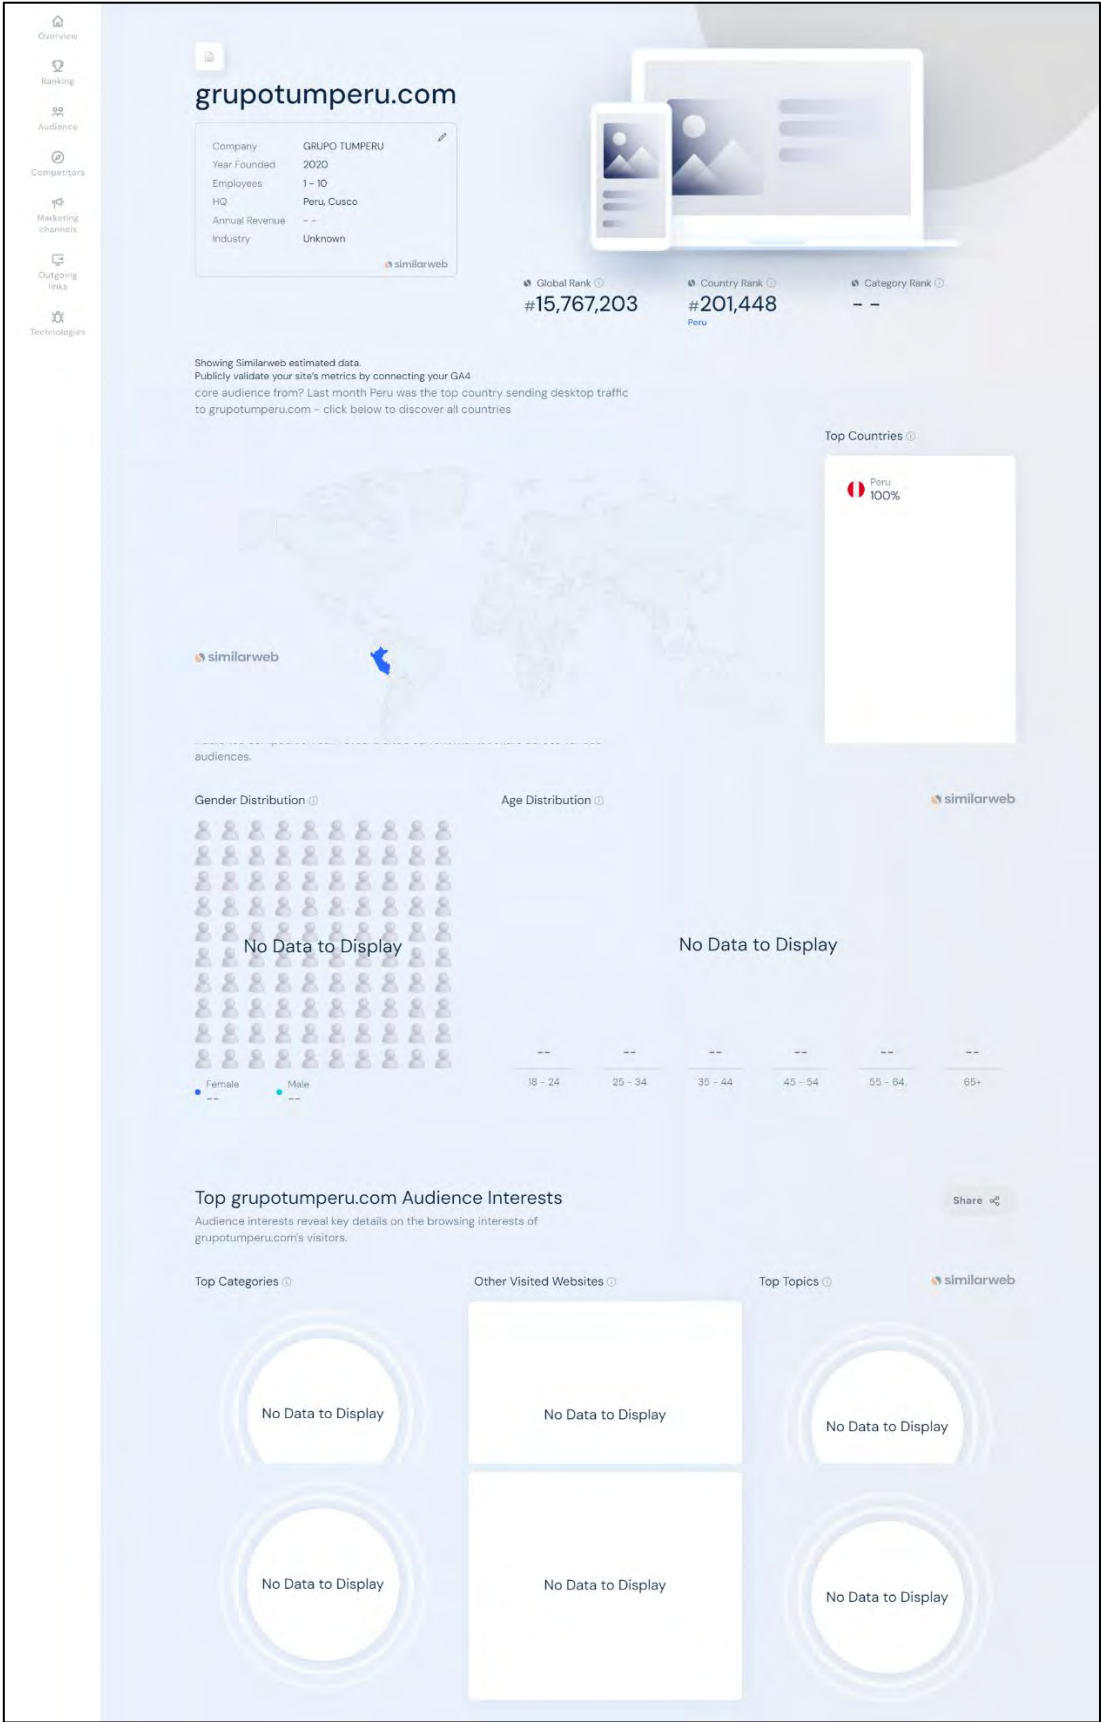 Overview
Ranking
Audience
Competitors
Marketing
channels
Outgoing
links
Technologies
grupotumperu.com
Company GRUPO TUMPERU
Year Founded 2020
Employees 1 - 10
HQ Peru, Cusco
Annual Revenue - -
Industry Unknown
similarweb
Global Rank
#15,767,203
Country Rank
#201,448
Peru
Category Rank
- -
Showing Similarweb estimated data.
Publicly validate your site's metrics by connecting your GA4
core audience from? Last month Peru was the top country sending desktop traffic
to grupotumperu.com - click below to discover all countries
Top Countries
Peru
100%
similarweb
audiences.
Gender Distribution
Age Distribution
similarweb
No Data to Display
No Data to Display
Female
--
Male
--
-- -- -- -- -- --
18 - 24 25 - 34 35 - 44 45 - 54 55 - 64 65+
Top grupotumperu.com Audience Interests
Share
Audience interests reveal key details on the browsing interests of
grupotumperu.com's visitors.
Top Categories
Other Visited Websites
Top Topics
similarweb
No Data to Display
No Data to Display
No Data to Display
No Data to Display
No Data to Display
No Data to Display